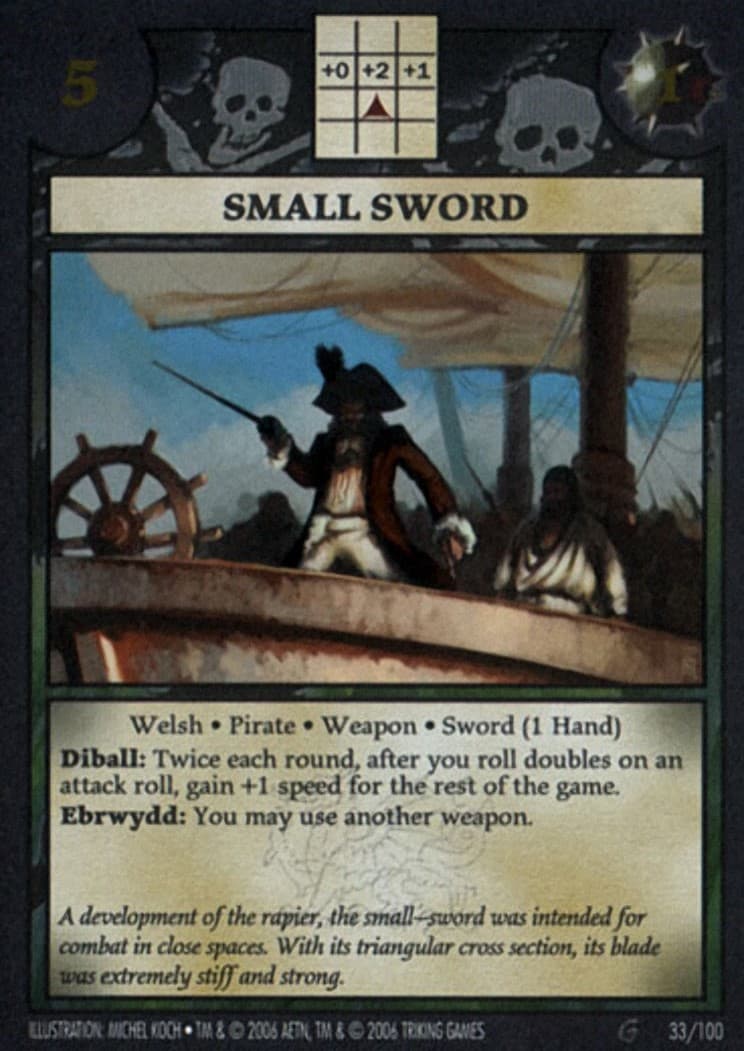 5
+0 +2 +1
1
SMALL SWORD
Welsh • Pirate • Weapon • Sword (1 Hand)
Diball: Twice each round, after you roll doubles on an
attack roll, gain +1 speed for the rest of the game.
Ebrwydd: You may use another weapon.
A development of the rapier, the small-sword was intended for
combat in close spaces. With its triangular cross section, its blade
was extremely stiff and strong.
ILLUSTRATION: MICHEL KOCH • TM & © 2006 AETN, TM & © 2006 TRIKING GAMES
G 33/100